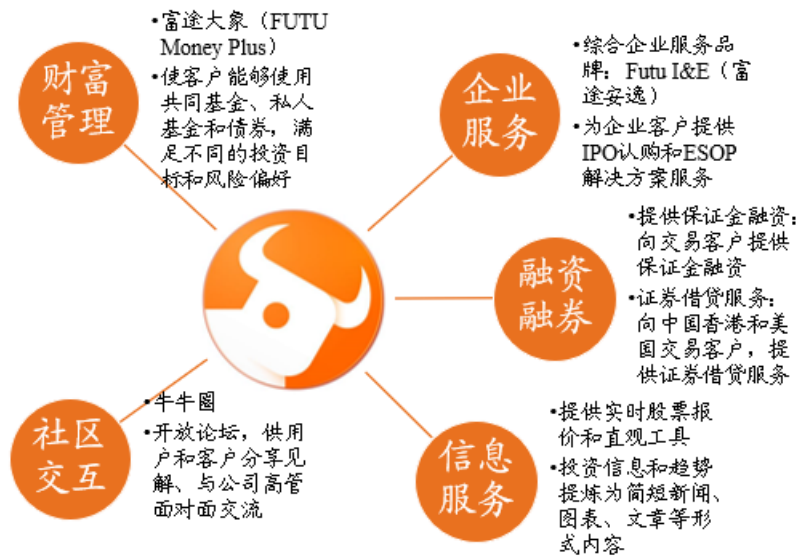 财富
管理
•富途大象（FUTU
Money Plus）
•使客户能够使用
共同基金、私人
基金和债券，满
足不同的投资目
标和风险偏好
企业
服务
•综合企业服务品
牌：Futu I&E（富
途安逸）
•为企业客户提供
IPO认购和ESOP
解决方案服务
融资
融券
•提供保证金融资：
向交易客户提供
保证金融资
•证券借贷服务：
向中国香港和美
国交易客户，提
供证券借贷服务
社区
交互
•牛牛圈
•开放论坛，供用
户和客户分享见
解、与公司高管
面对面交流
信息
服务
•提供实时股票报
价和直观工具
•投资信息和趋势
提炼为简短新闻、
图表、文章等形
式内容